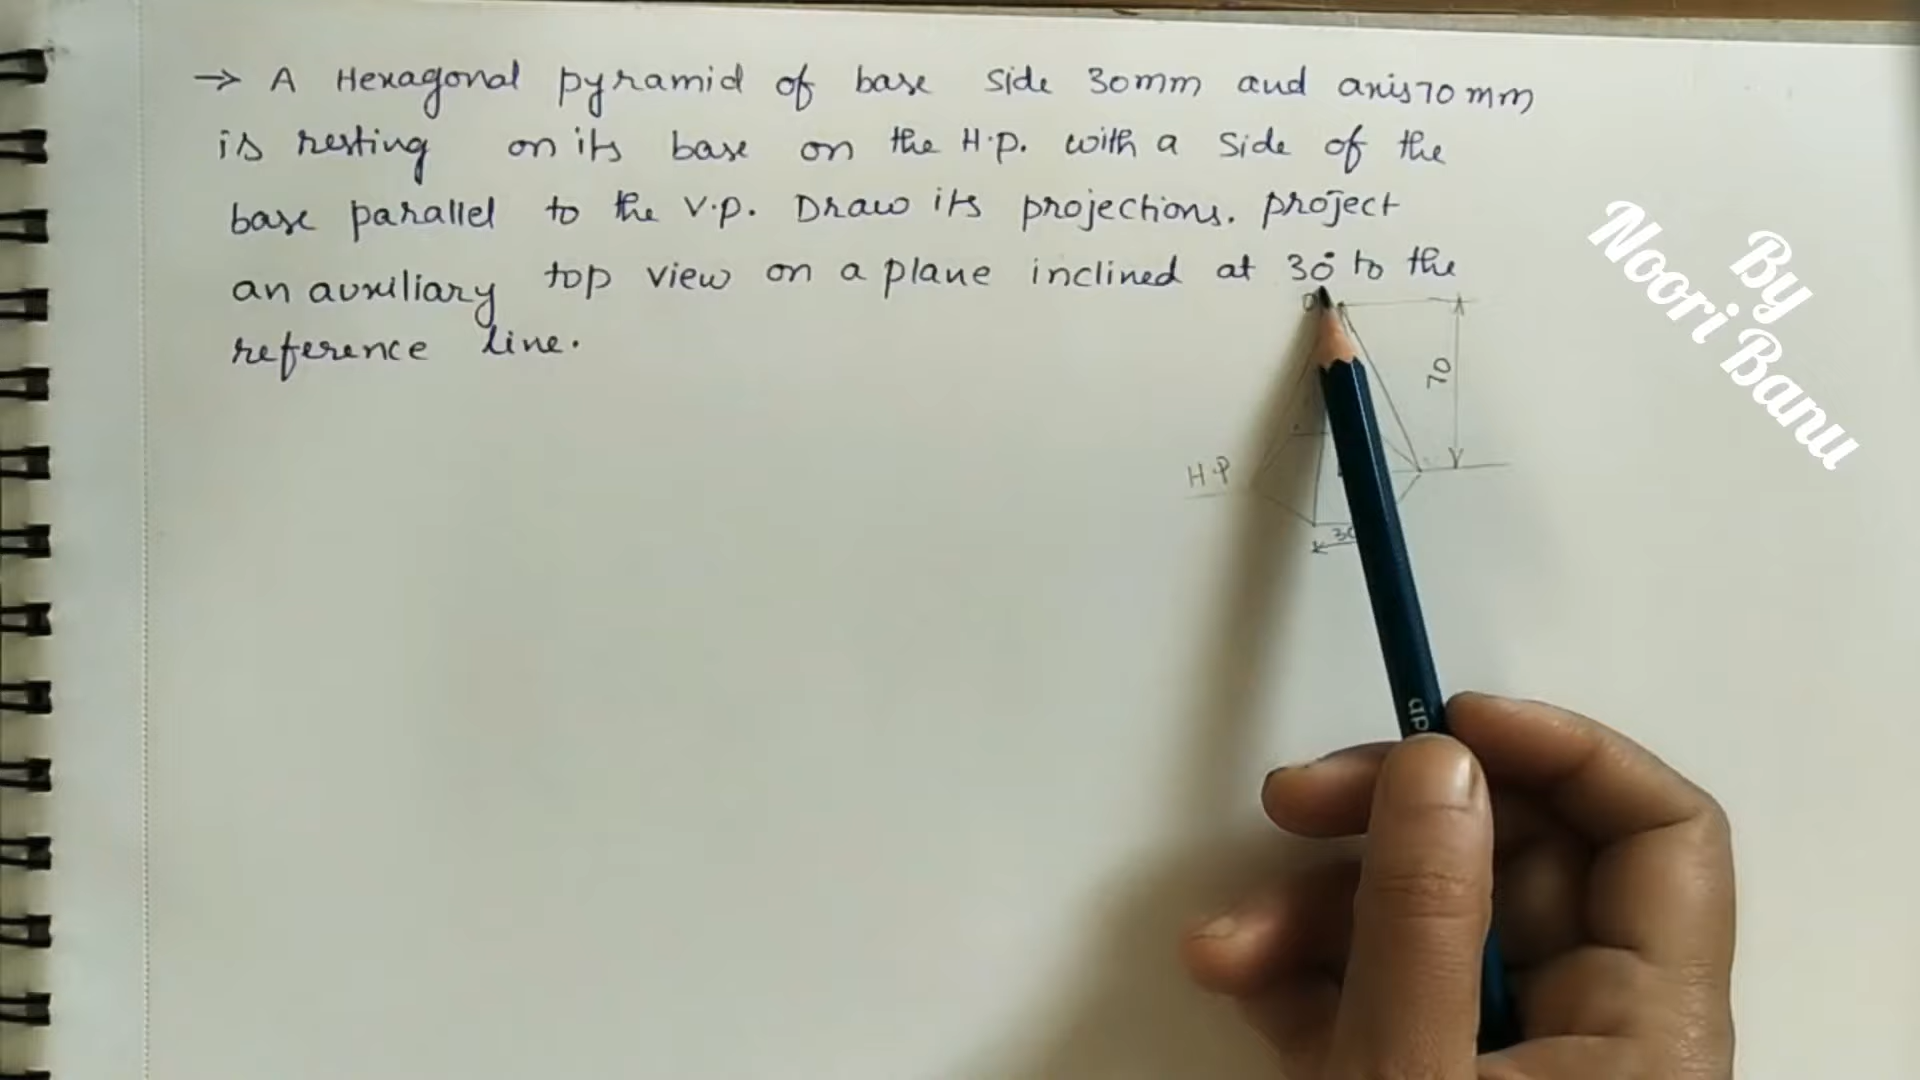 → A Hexagonal pyramid of base side 30mm and axis 70 mm
is resting on its base on the H.p. with a side of the
base parallel to the V.p. Draw its projections. project
an auxiliary top view on a plane inclined at 30° to the
reference line.
70
H.P
By
Noori Banu